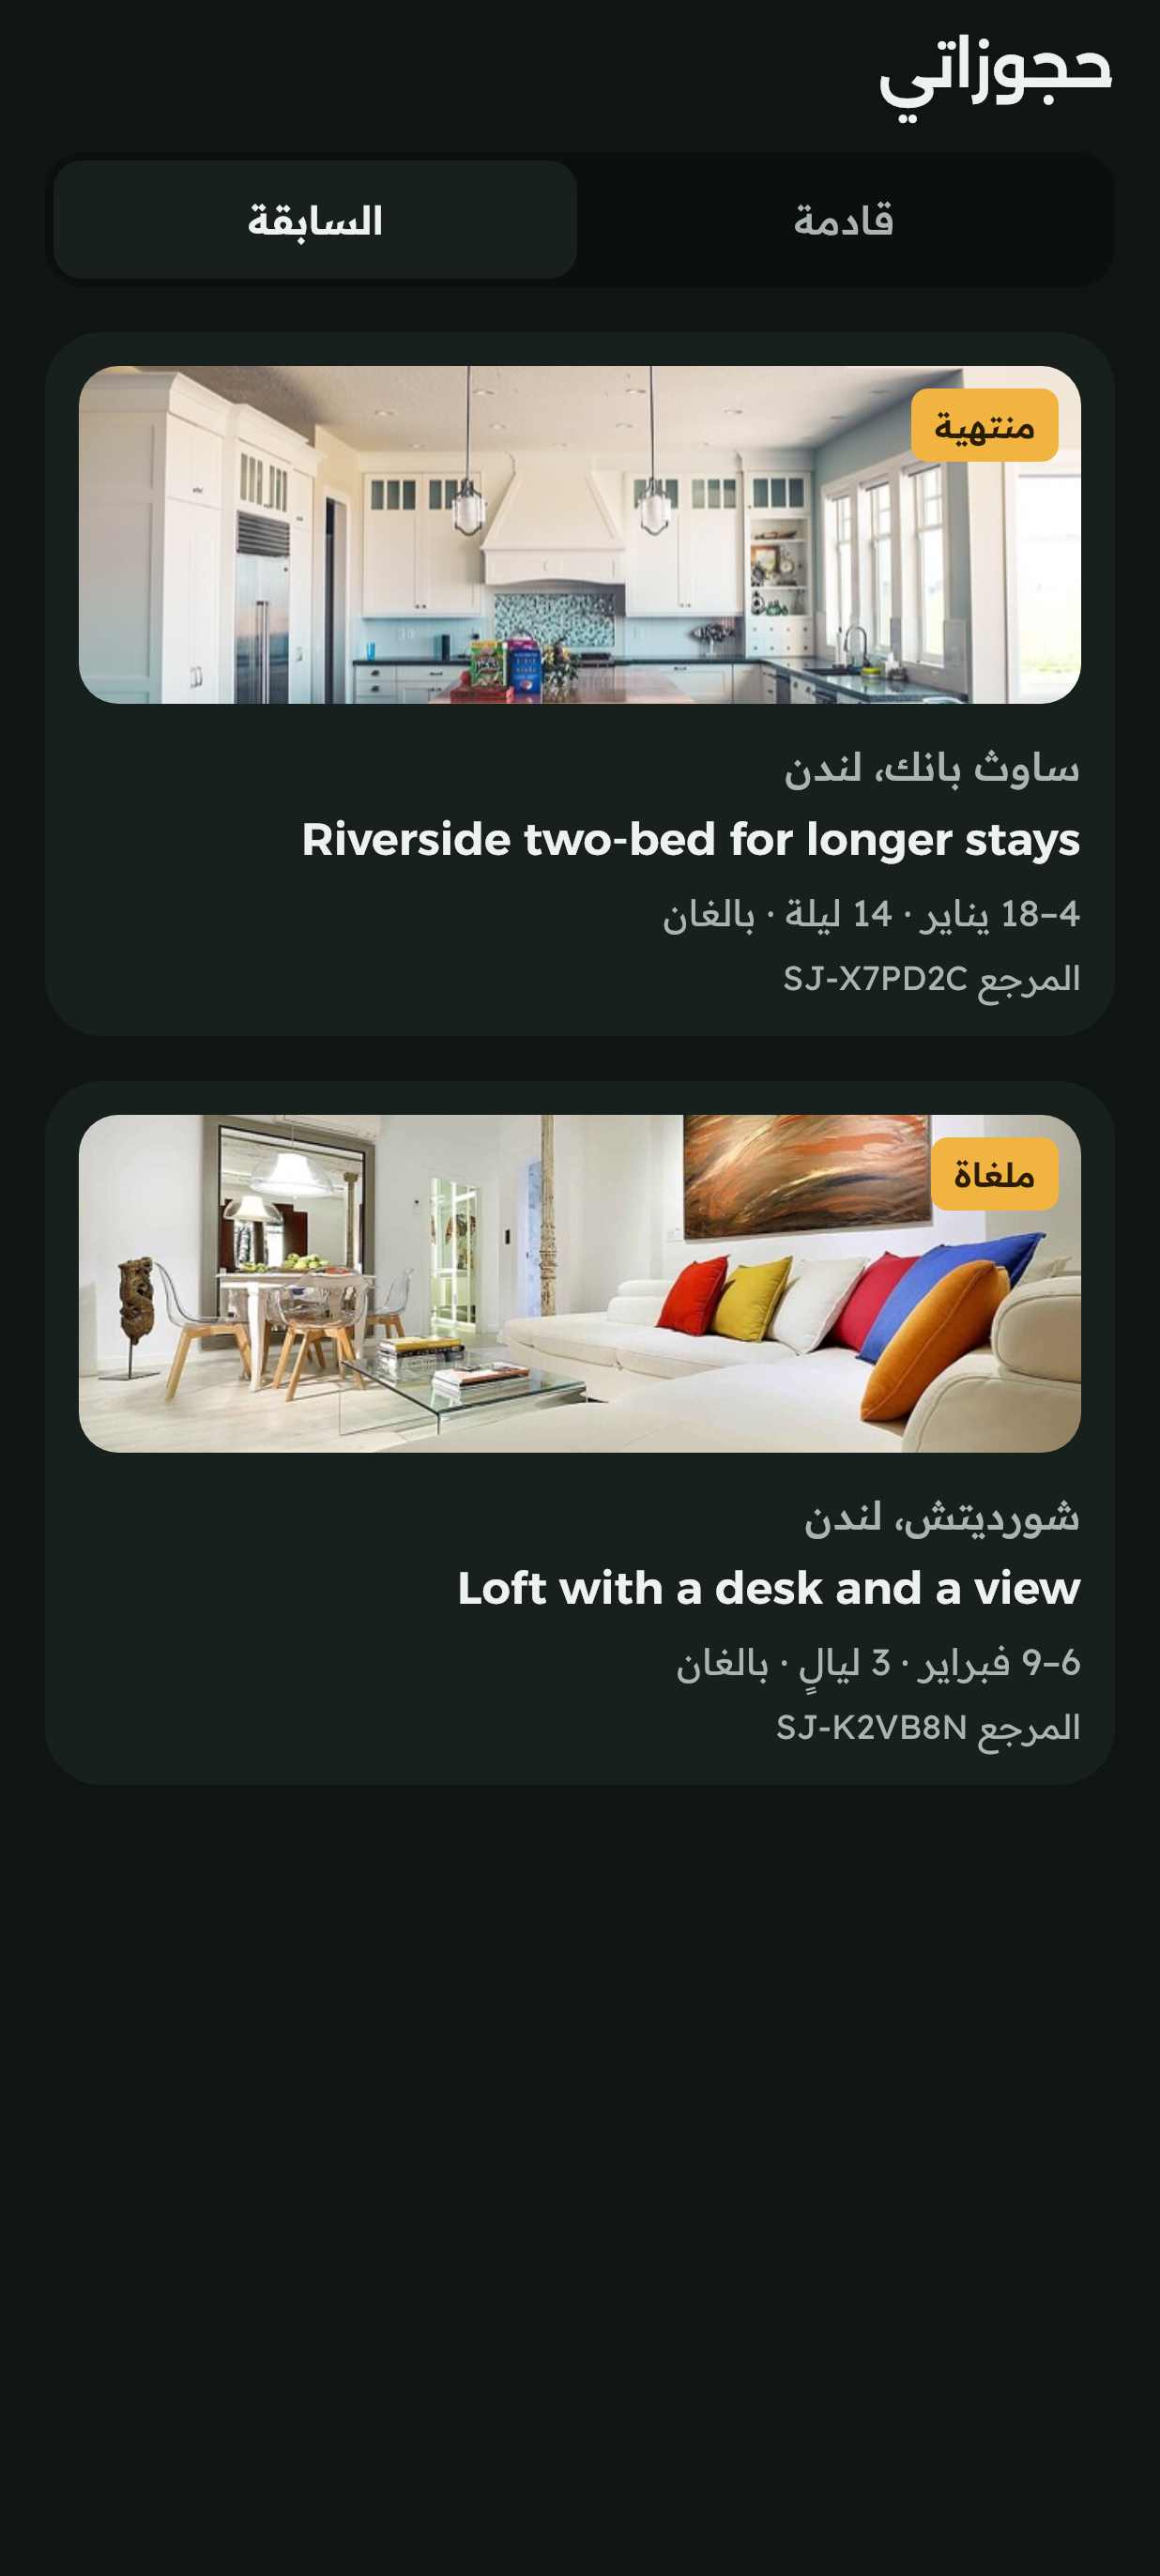 حجوزاتي
قادمة
السابقة
منتهية
ساوث بانك، لندن
Riverside two-bed for longer stays
4–18 يناير · 14 ليلة · بالغان
المرجع SJ-X7PD2C
ملغاة
شورديتش، لندن
Loft with a desk and a view
6–9 فبراير · 3 ليالٍ · بالغان
المرجع SJ-K2VB8N